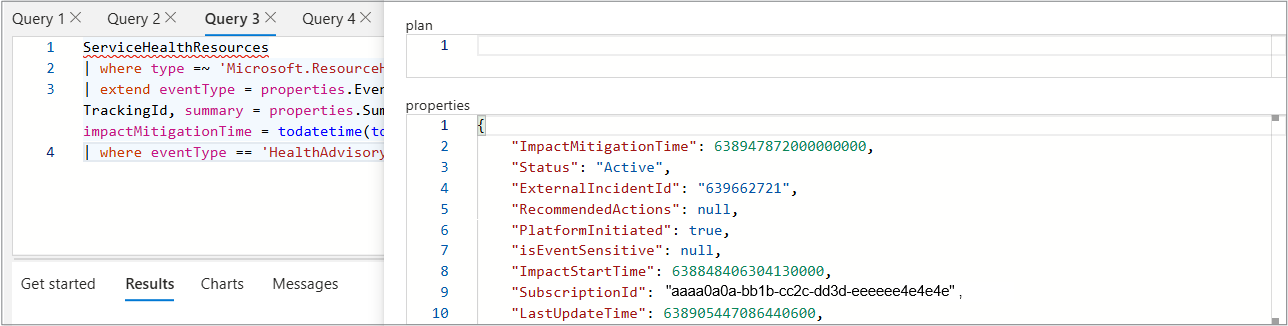 Query 1 Query 2 Query 3 Query 4
1 ServiceHealthResources
2 | where type =~ 'Microsoft.ResourceH
3 | extend eventType = properties.Even
TrackingId, summary = properties.Sum
impactMitigationTime = todatetime(to
4 | where eventType == 'HealthAdvisory
Get started Results Charts Messages
plan
1
properties
1 {
2 "ImpactMitigationTime": 638947872000000000,
3 "Status": "Active",
4 "ExternalIncidentId": "639662721",
5 "RecommendedActions": null,
6 "PlatformInitiated": true,
7 "isEventSensitive": null,
8 "ImpactStartTime": 638848406304130000,
9 "SubscriptionId": "aaaa0a0a-bb1b-cc2c-dd3d-eeeeee4e4e4e" ,
10 "LastUpdateTime": 638905447086440600,